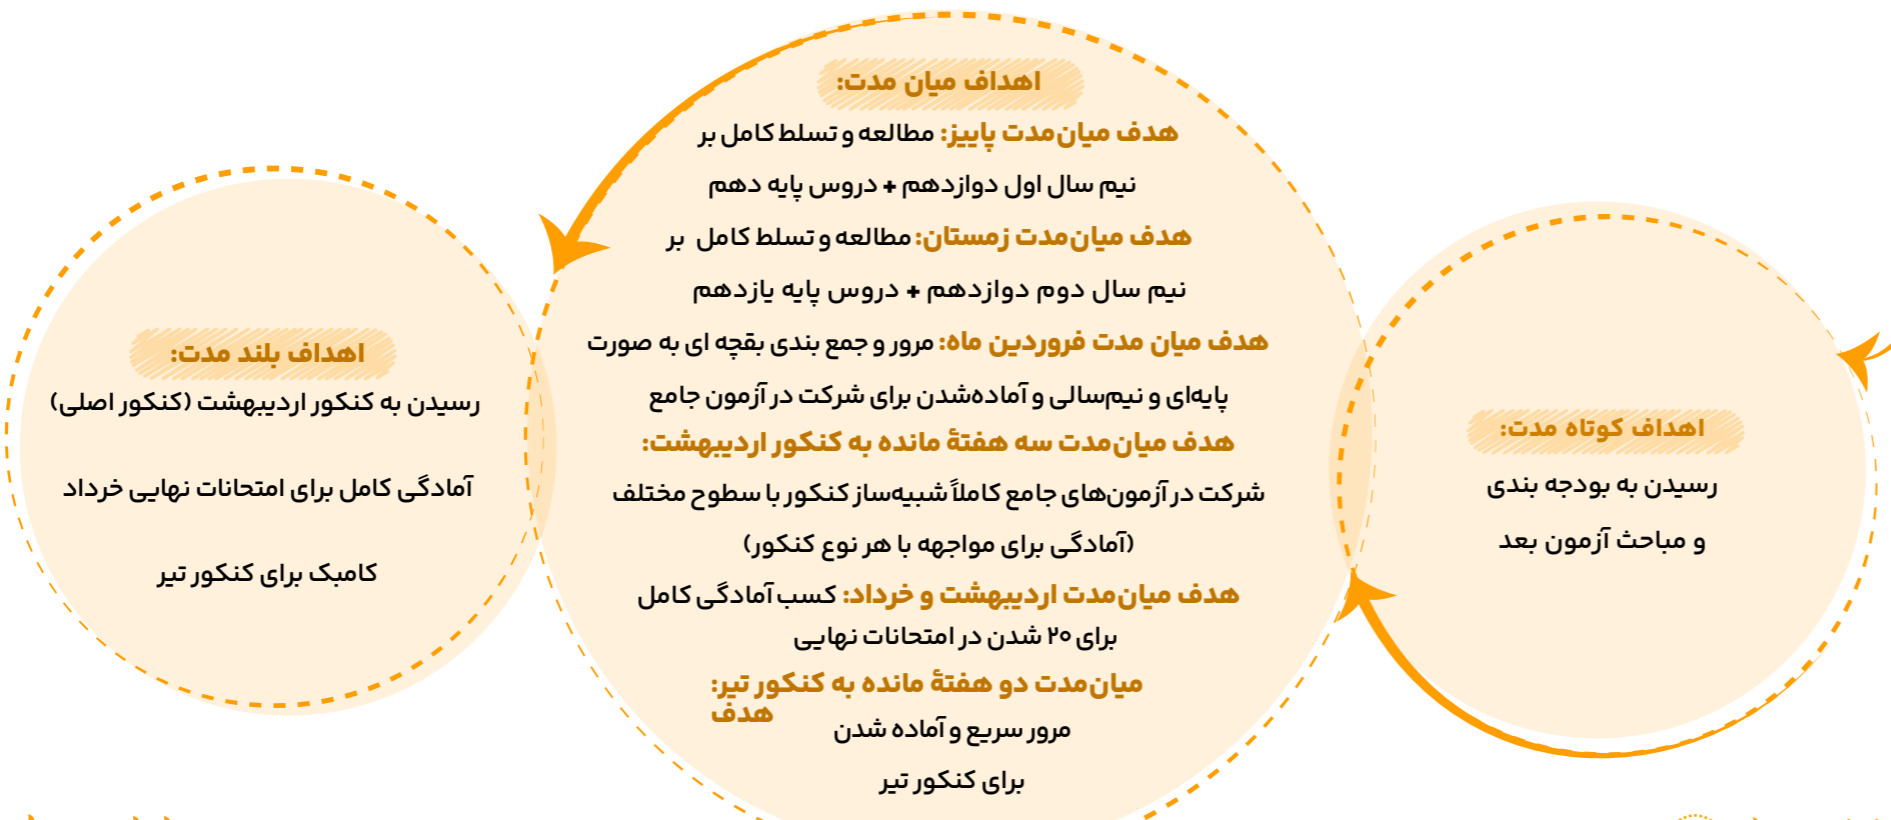 اهداف کوتاه مدت:
رسیدن به بودجه بندی
و مباحث آزمون بعد
اهداف میان مدت:
هدف میان‌مدت پاییز: مطالعه و تسلط کامل بر
نیم سال اول دوازدهم + دروس پایه دهم
هدف میان‌مدت زمستان: مطالعه و تسلط کامل بر
نیم سال دوم دوازدهم + دروس پایه یازدهم
هدف میان مدت فروردین ماه: مرور و جمع بندی بقچه ای به صورت
پایه‌ای و نیم‌سالی و آماده‌شدن برای شرکت در آزمون جامع
هدف میان‌مدت سه هفتهٔ مانده به کنکور اردیبهشت:
شرکت در آزمون‌های جامع کاملاً شبیه‌ساز کنکور با سطوح مختلف
(آمادگی برای مواجهه با هر نوع کنکور)
هدف میان‌مدت اردیبهشت و خرداد: کسب آمادگی کامل
برای ۲۰ شدن در امتحانات نهایی
میان‌مدت دو هفتهٔ مانده به کنکور تیر:
هدف
مرور سریع و آماده شدن
برای کنکور تیر
اهداف بلند مدت:
رسیدن به کنکور اردیبهشت (کنکور اصلی)
آمادگی کامل برای امتحانات نهایی خرداد
کامبک برای کنکور تیر